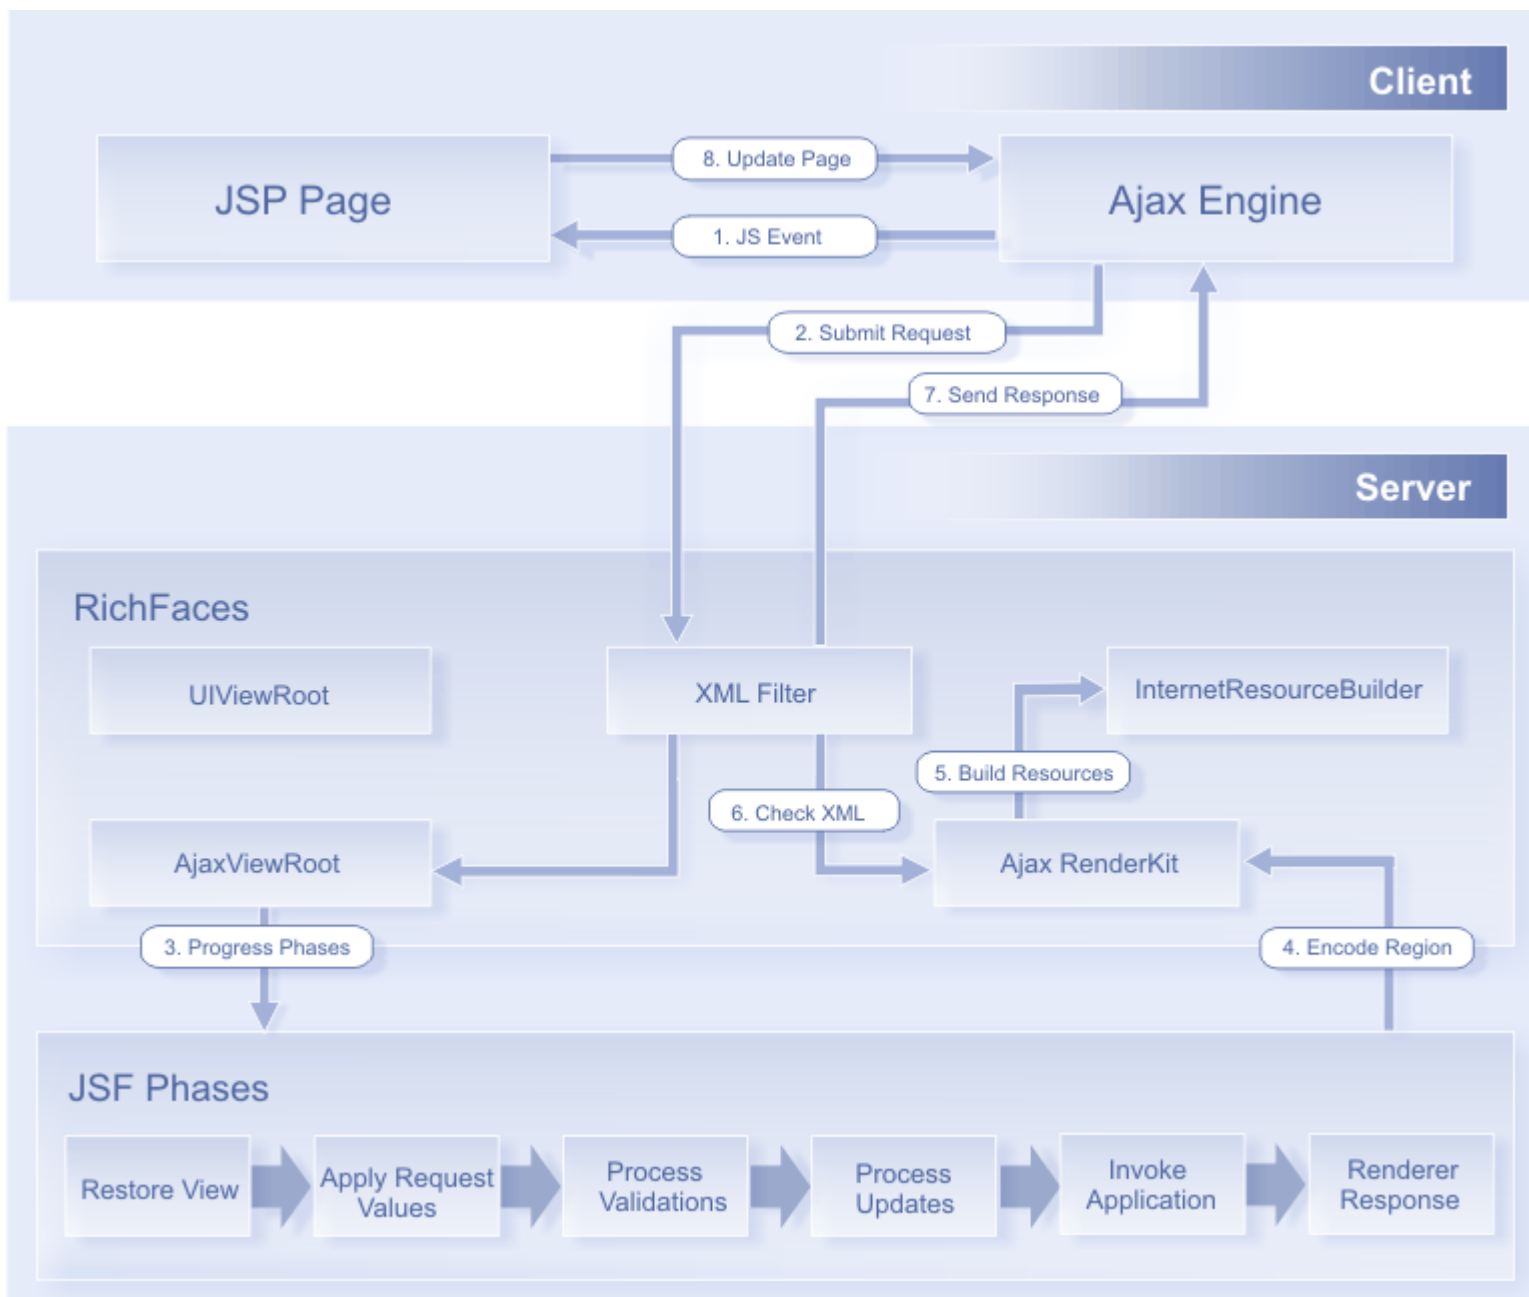 Client
JSP Page
8. Update Page
Ajax Engine
1. JS Event
2. Submit Request
7. Send Response
Server
RichFaces
UIViewRoot
XML Filter
InternetResourceBuilder
5. Build Resources
6. Check XML
AjaxViewRoot
Ajax RenderKit
3. Progress Phases
4. Encode Region
JSF Phases
Restore View
Apply Request
Values
Process
Validations
Process
Updates
Invoke
Application
Renderer
Response